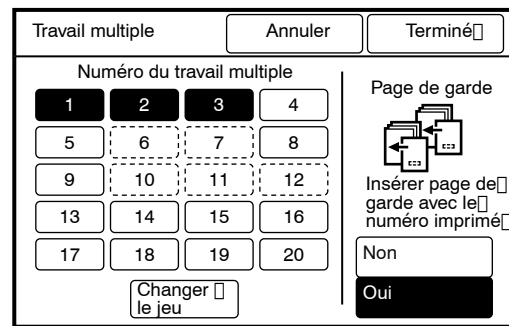 Travail multiple
Annuler
Terminé
Numéro du travail multiple
1 2 3 4
5 6 7 8
9 10 11 12
13 14 15 16
17 18 19 20
Changer
le jeu
Page de garde
Insérer page de
garde avec le
numéro imprimé
Non
Oui